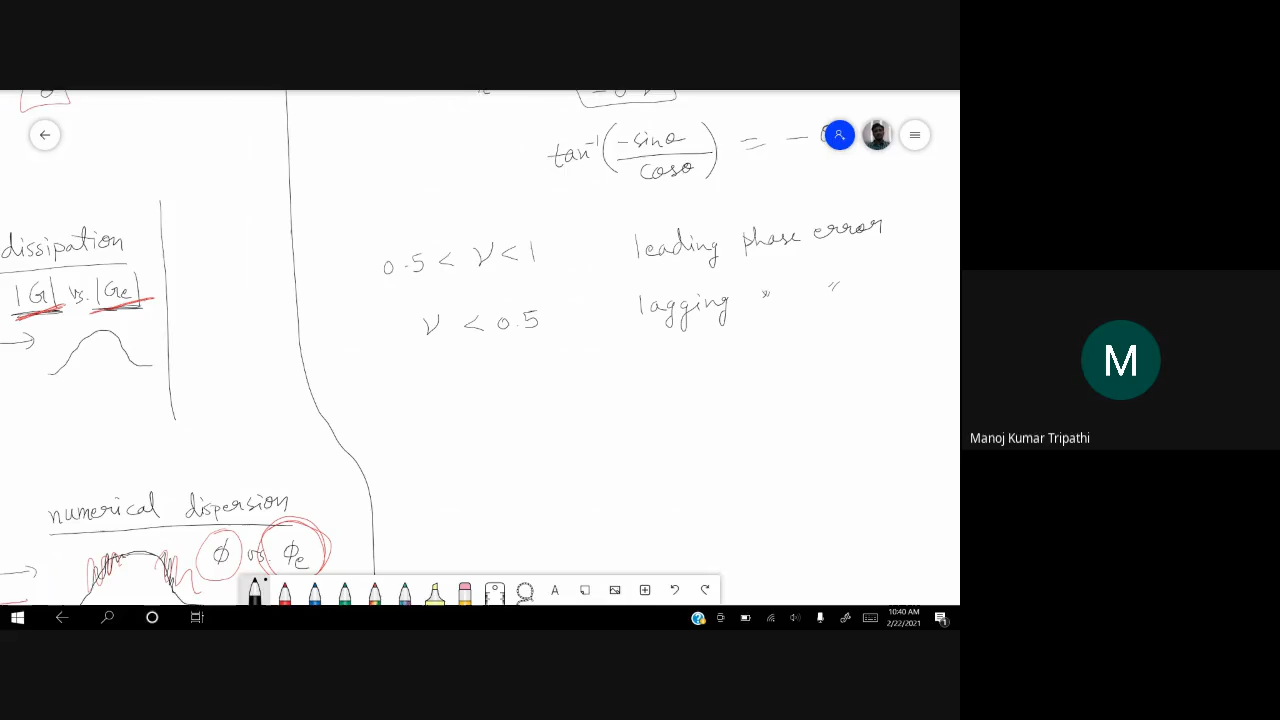 tan⁻¹(-sinθ/cosθ) = -
dissipation
|G| vs. |Ge|
0.5 < ν < 1 leading phase error
ν < 0.5 lagging " "
numerical dispersion
φ vs. φe
M
Manoj Kumar Tripathi
A
10:40 AM
2/22/2021